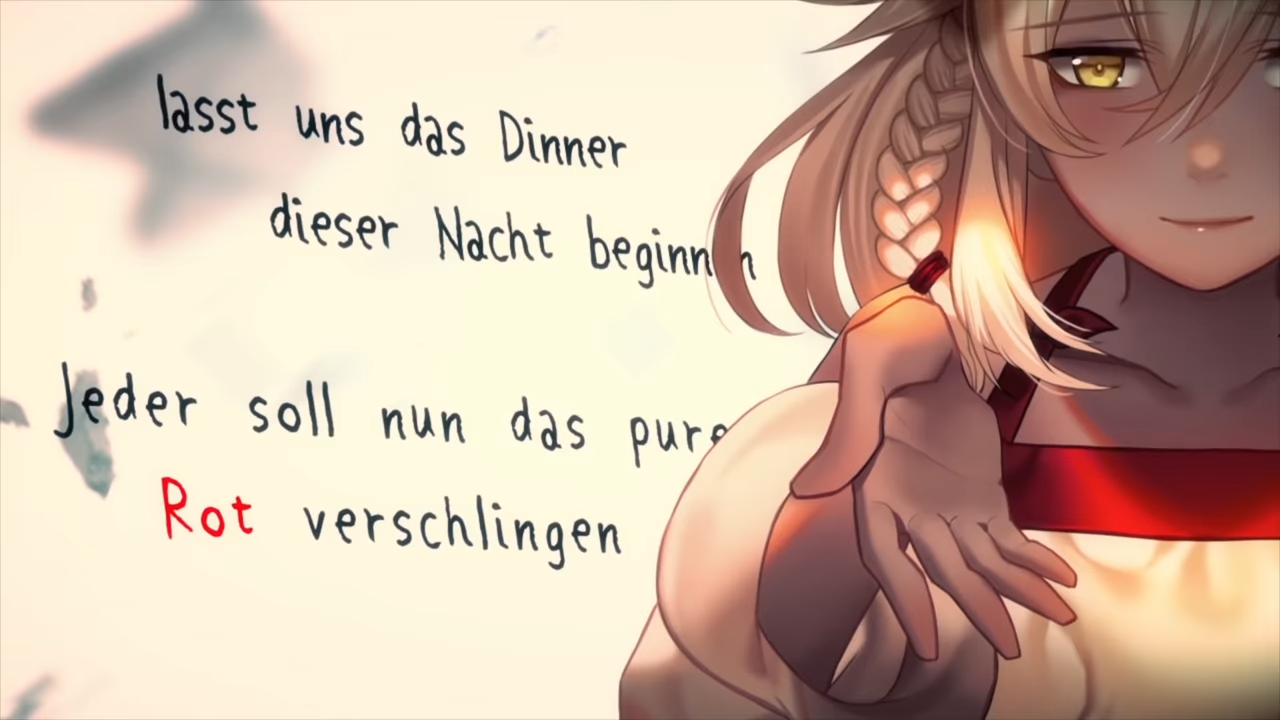 lasst uns das Dinner
dieser Nacht beginnen
Jeder soll nun das pure
Rot verschlingen